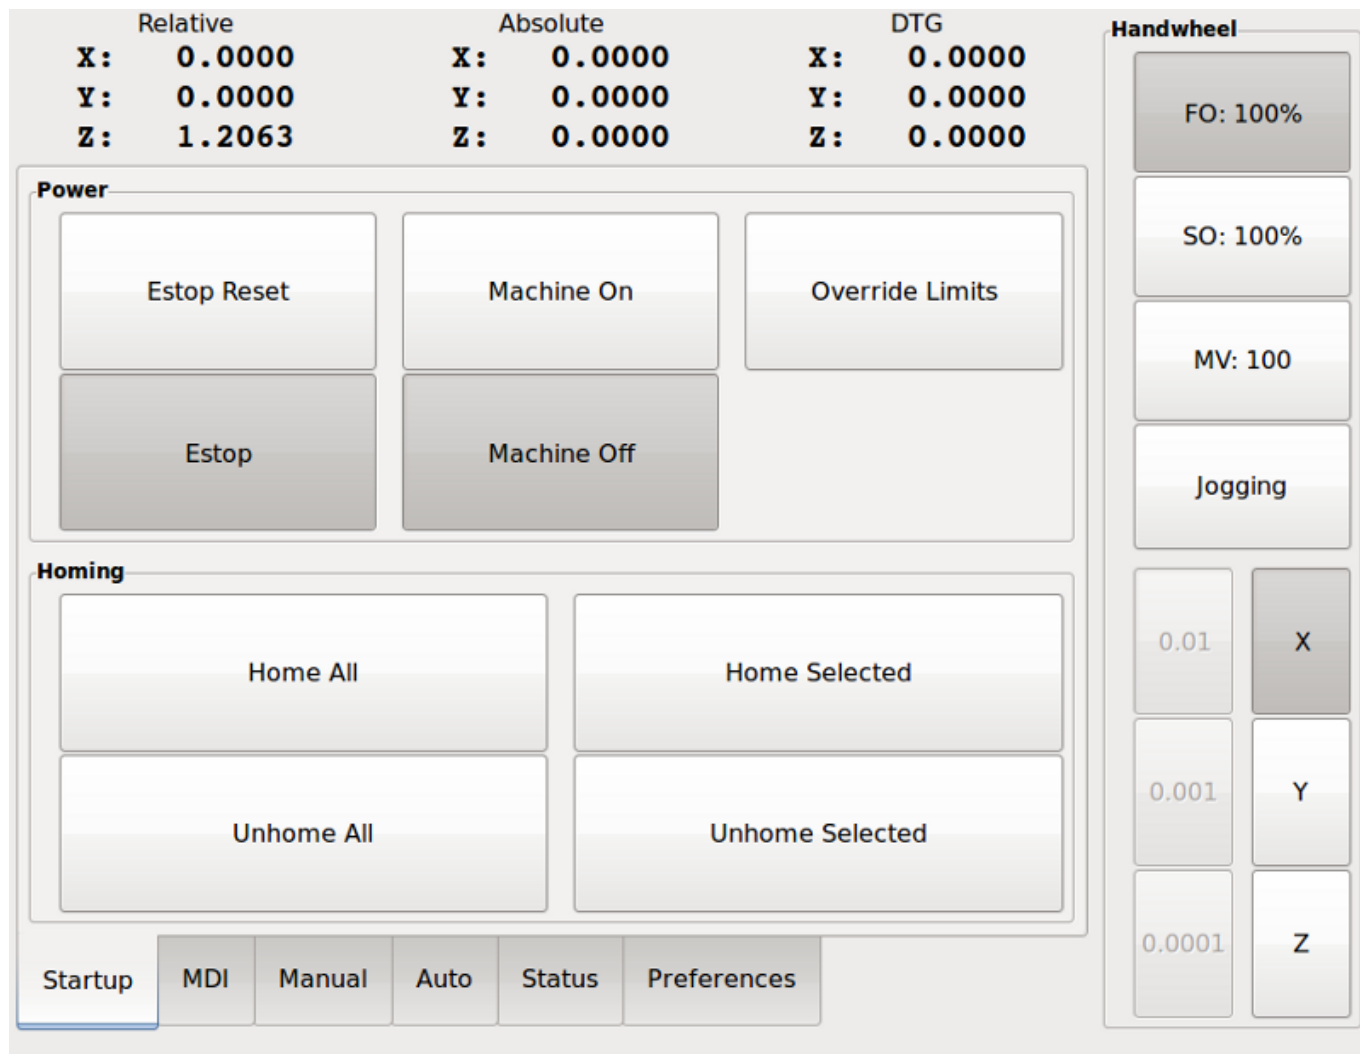 Relative Absolute DTG
X: 0.0000 X: 0.0000 X: 0.0000
Y: 0.0000 Y: 0.0000 Y: 0.0000
Z: 1.2063 Z: 0.0000 Z: 0.0000
Power
Estop Reset Machine On Override Limits
Estop Machine Off
Homing
Home All Home Selected
Unhome All Unhome Selected
Startup MDI Manual Auto Status Preferences
Handwheel
FO: 100%
SO: 100%
MV: 100
Jogging
0.01 X
0.001 Y
0.0001 Z